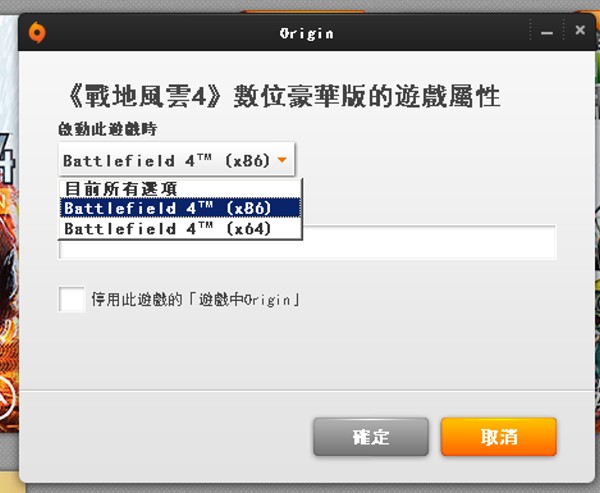 Origin
《戰地風雲4》數位豪華版的遊戲屬性
啟動此遊戲時
Battlefield 4™ (x86)
目前所有選項
Battlefield 4™ (x86)
Battlefield 4™ (x64)
停用此遊戲的「遊戲中Origin」
確定
取消